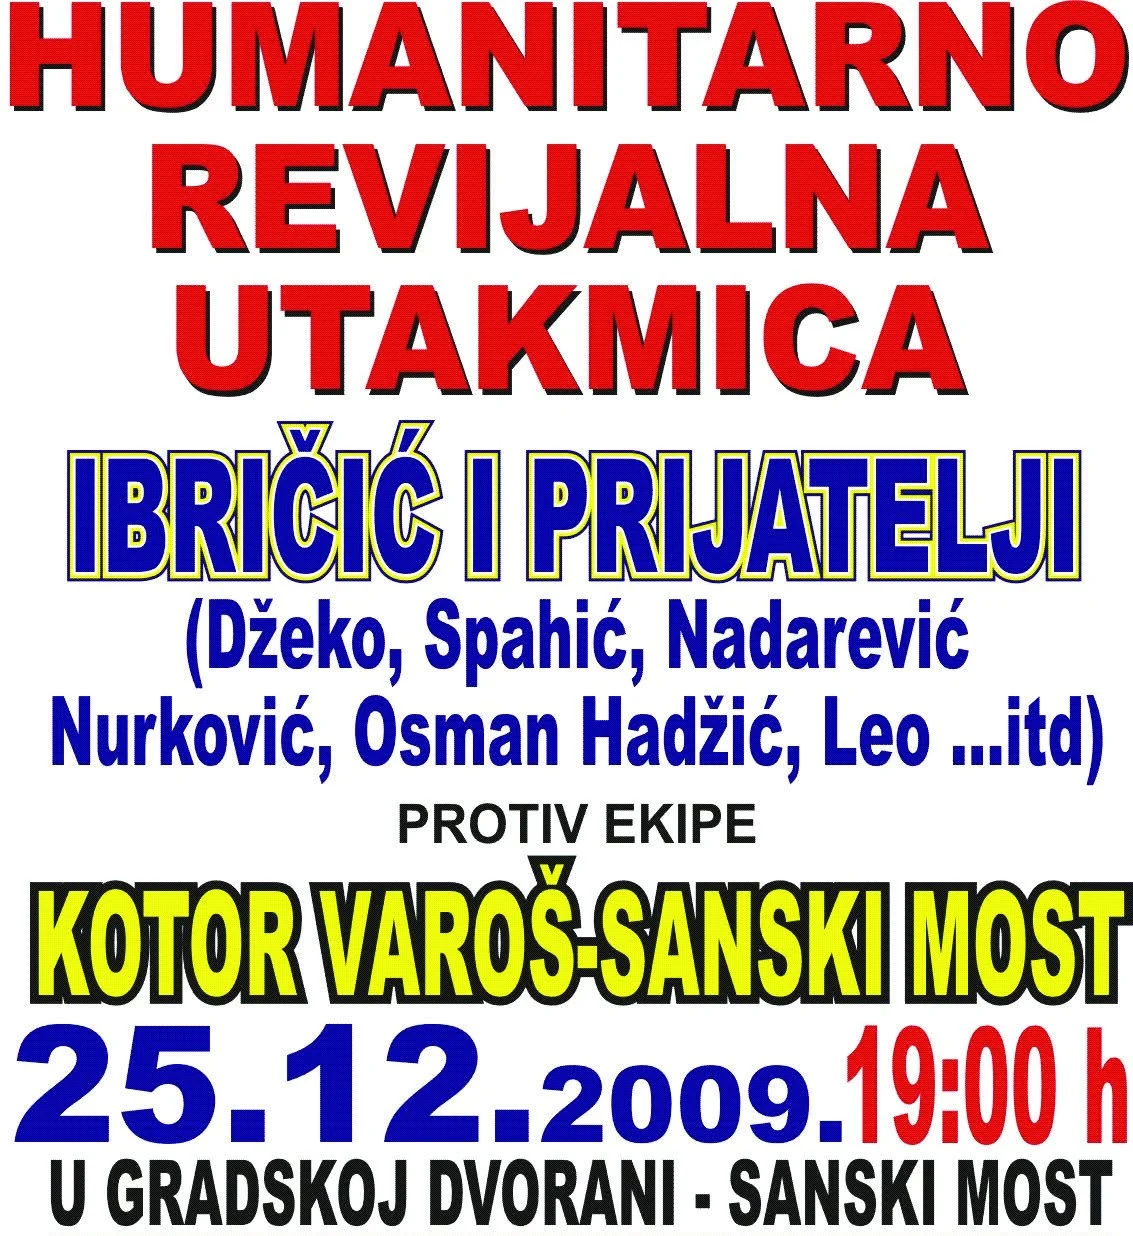 HUMANITARNO
REVIJALNA
UTAKMICA
IBRIČIĆ I PRIJATELJI
(Džeko, Spahić, Nadarević
Nurković, Osman Hadžić, Leo ...itd)
PROTIV EKIPE
KOTOR VAROŠ-SANSKI MOST
25.12.2009. 19:00 h
U GRADSKOJ DVORANI - SANSKI MOST